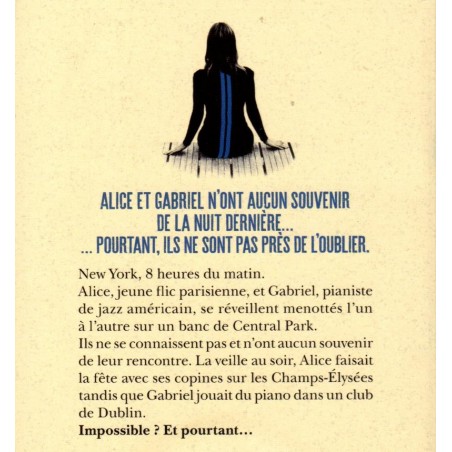 ALICE ET GABRIEL N'ONT AUCUN SOUVENIR
DE LA NUIT DERNIÈRE...
... POURTANT, ILS NE SONT PAS PRÈS DE L'OUBLIER.
New York, 8 heures du matin.
Alice, jeune flic parisienne, et Gabriel, pianiste
de jazz américain, se réveillent menottés l'un
à l'autre sur un banc de Central Park.
Ils ne se connaissent pas et n'ont aucun souvenir
de leur rencontre. La veille au soir, Alice faisait
la fête avec ses copines sur les Champs-Élysées
tandis que Gabriel jouait du piano dans un club
de Dublin.
Impossible ? Et pourtant…